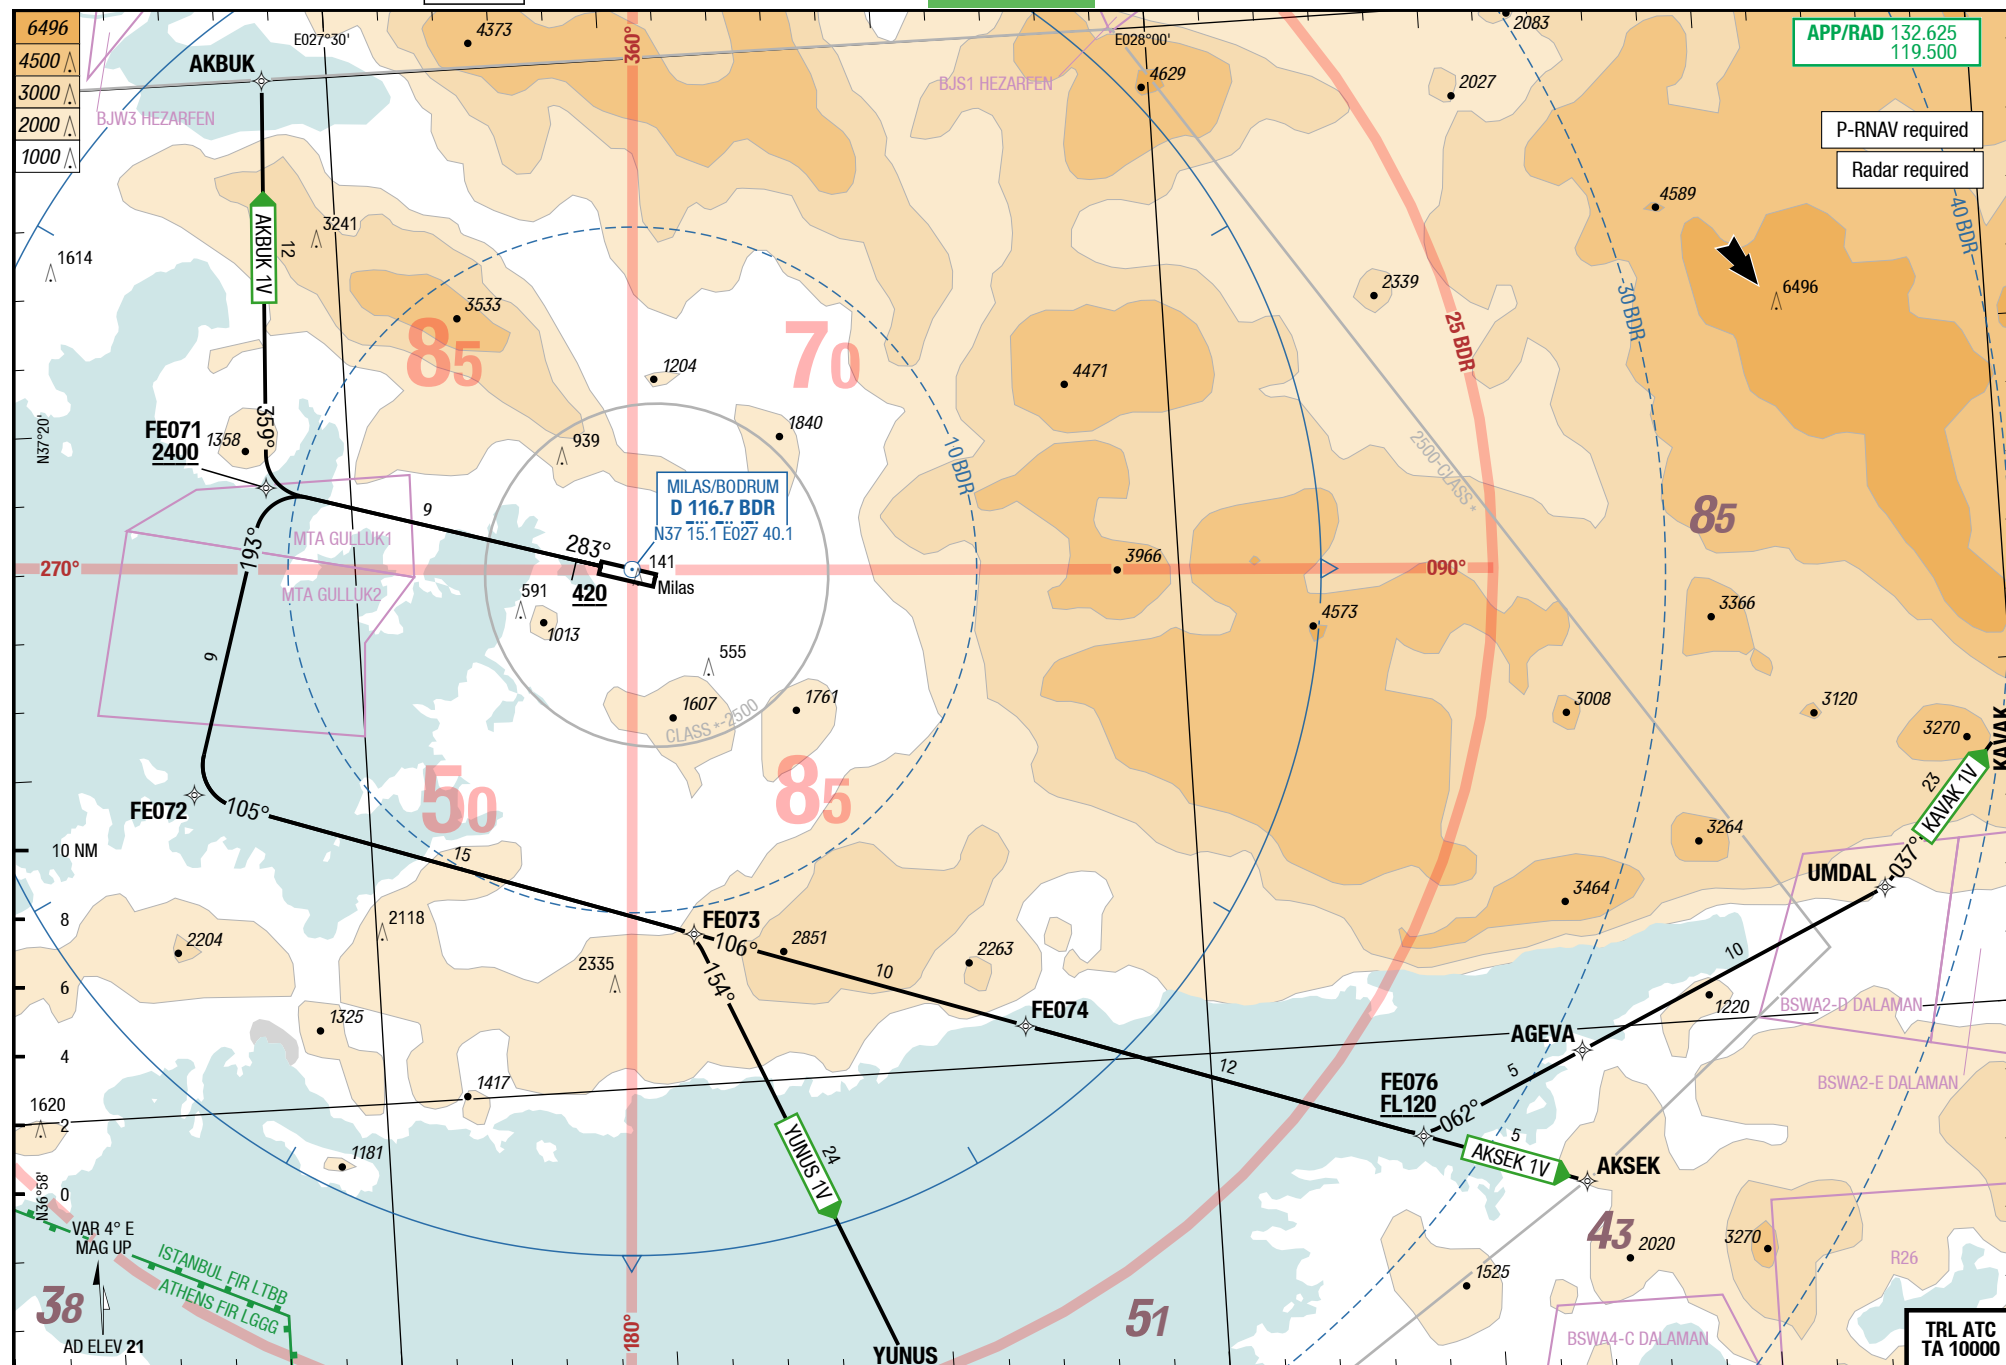 6496
4500
3000
2000
1000
AKBUK
BJW3 HEZARFEN
E027°30'
4373
360°
BJS1 HEZARFEN
E028°00'
4629
2083
2027
APP/RAD 132.625
119.500
P-RNAV required
Radar required
4589
40 BDR
6496
30 BDR
2339
25 BDR
1614
3241
AKBUK 1V
12
3533
85
70
1204
4471
1840
939
10 BDR
2500-CLASS *
85
N37°20'
FE071
2400
1358
359°
9
193°
MTA GULLUK1
MTA GULLUK2
MILAS/BODRUM
D 116.7 BDR
N37 15.1 E027 40.1
283°
141
Milas
420
591
1013
270°
090°
3966
4573
3366
555
1607
1761
CLASS *-2500
9
3008
3120
3270
KAVAK
23
KAVAK 1V
037°
50
85
FE072
105°
15
10 NM
8
6
4
2
0
3264
3464
UMDAL
FE073
106°
154°
2851
2263
10
2118
2204
2335
1325
1417
1181
1620
FE074
12
10
1220
BSWA2-D DALAMAN
BSWA2-E DALAMAN
AGEVA
5
FE076
FL120
062°
5
AKSEK 1V
AKSEK
YUNUS 1V
24
N36°58'
VAR 4° E
MAG UP
ISTANBUL FIR LTBB
ATHENS FIR LGGG
38
AD ELEV 21
180°
YUNUS
51
43
2020
3270
1525
R26
BSWA4-C DALAMAN
TRL ATC
TA 10000